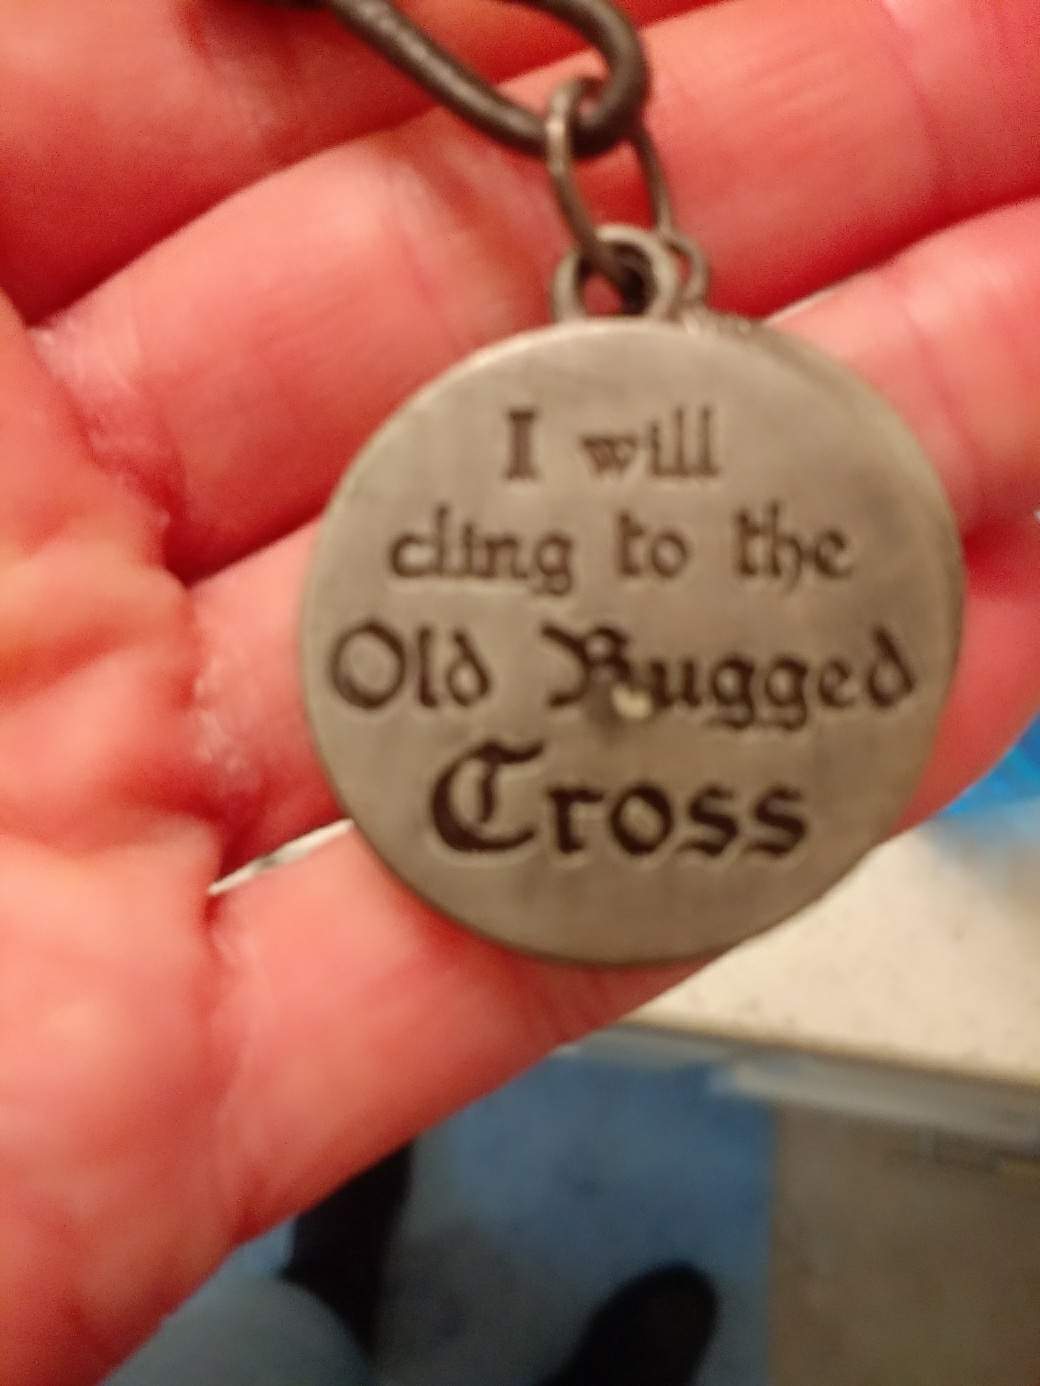 I will
cling to the
Old Rugged
Cross